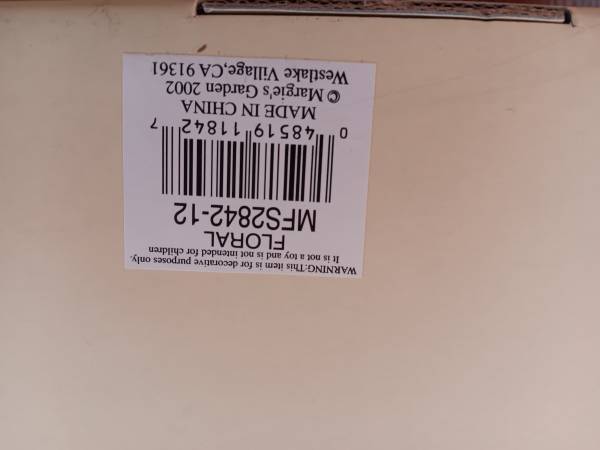 WARNING:This item is for decorative purposes only.
It is not a toy and is not intended for children
FLORAL
MFS2842-12
0 48519 11842 7
MADE IN CHINA
© Margie's Garden 2002
Westlake Village,CA 91361